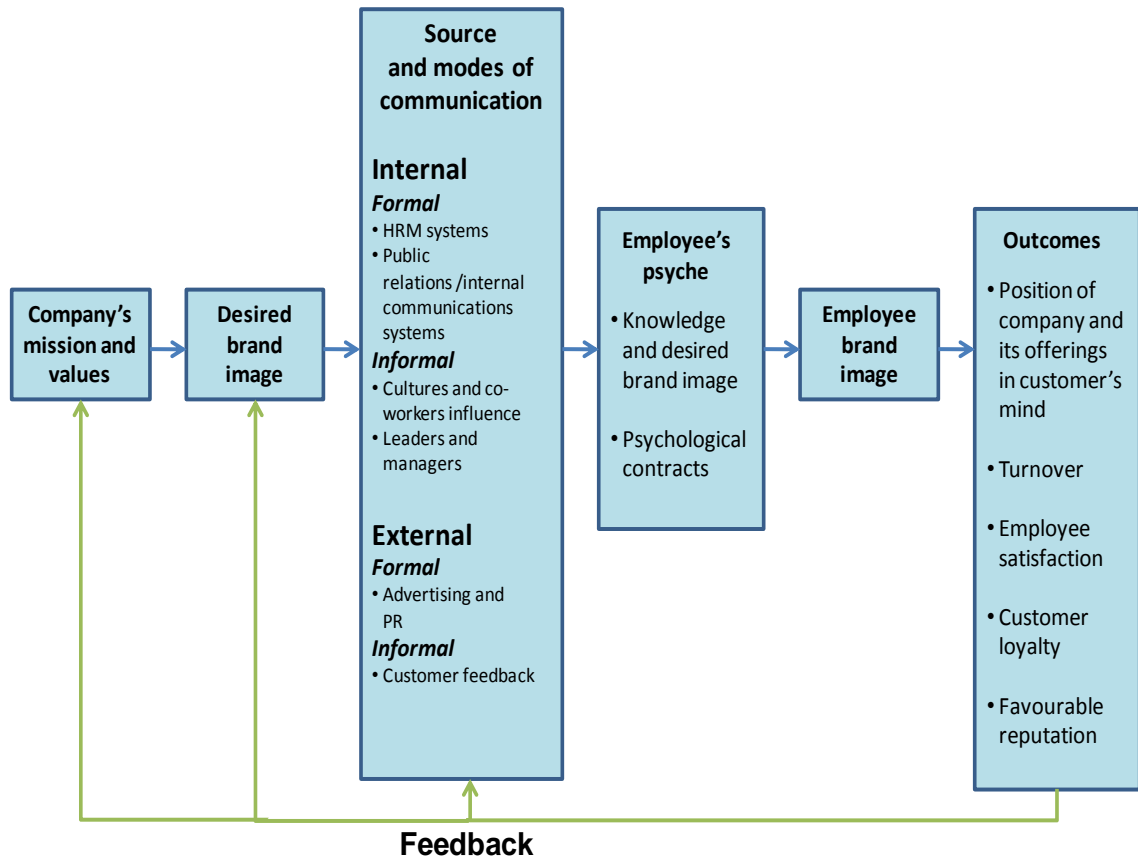 Company's
mission and
values
Desired
brand
image
Source
and modes of
communication
Internal
Formal
• HRM systems
• Public
relations/internal
communications
systems
Informal
• Cultures and co-
workers influence
• Leaders and
managers
External
Formal
• Advertising and
PR
Informal
• Customer feedback
Employee's
psyche
• Knowledge
and desired
brand image
• Psychological
contracts
Employee
brand
image
Outcomes
• Position of
company and
its offerings
in customer's
mind
• Turnover
• Employee
satisfaction
• Customer
loyalty
• Favourable
reputation
Feedback